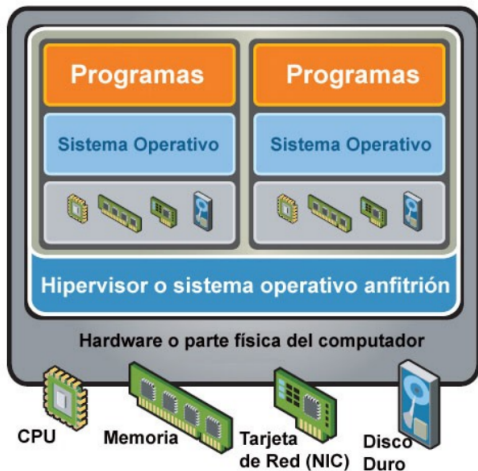 Programas
Programas
Sistema Operativo
Sistema Operativo
Hipervisor o sistema operativo anfitrión
Hardware o parte física del computador
CPU
Memoria
Tarjeta
de Red (NIC)
Disco
Duro